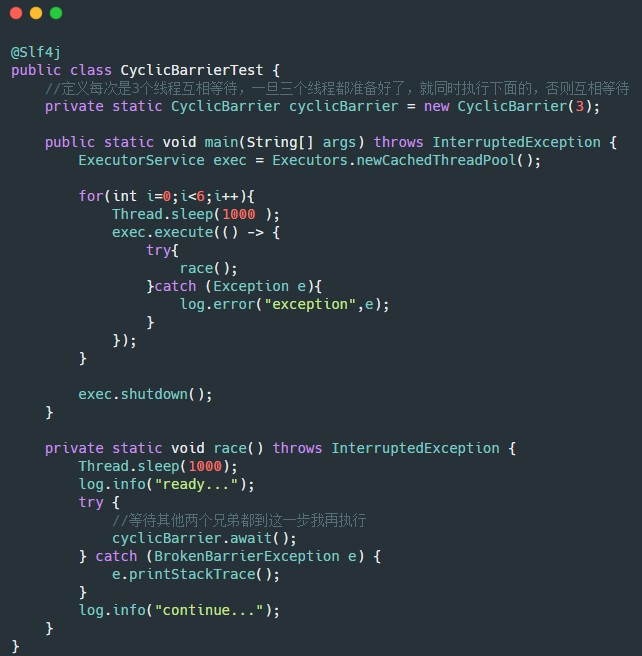 @Slf4j
public class CyclicBarrierTest {
    //定义每次是3个线程互相等待，一旦三个线程都准备好了，就同时执行下面的，否则互相等待
    private static CyclicBarrier cyclicBarrier = new CyclicBarrier(3);

    public static void main(String[] args) throws InterruptedException {
        ExecutorService exec = Executors.newCachedThreadPool();

        for(int i=0;i<6;i++){
            Thread.sleep(1000 );
            exec.execute(() -> {
                try{
                    race();
                }catch (Exception e){
                    log.error("exception",e);
                }
            });
        }

        exec.shutdown();
    }

    private static void race() throws InterruptedException {
        Thread.sleep(1000);
        log.info("ready...");
        try {
            //等待其他两个兄弟都到这一步我再执行
            cyclicBarrier.await();
        } catch (BrokenBarrierException e) {
            e.printStackTrace();
        }
        log.info("continue...");
    }
}